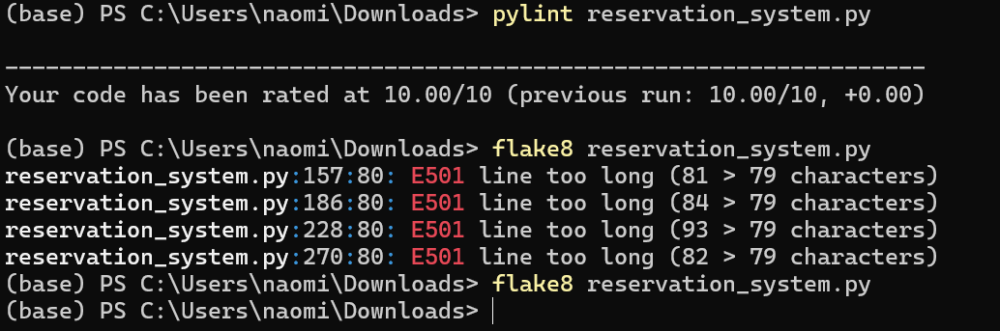 (base) PS C:\Users\naomi\Downloads> pylint reservation_system.py
--------------------------------------------------------------------
Your code has been rated at 10.00/10 (previous run: 10.00/10, +0.00)
(base) PS C:\Users\naomi\Downloads> flake8 reservation_system.py
reservation_system.py:157:80: E501 line too long (81 > 79 characters)
reservation_system.py:186:80: E501 line too long (84 > 79 characters)
reservation_system.py:228:80: E501 line too long (93 > 79 characters)
reservation_system.py:270:80: E501 line too long (82 > 79 characters)
(base) PS C:\Users\naomi\Downloads> flake8 reservation_system.py
(base) PS C:\Users\naomi\Downloads>